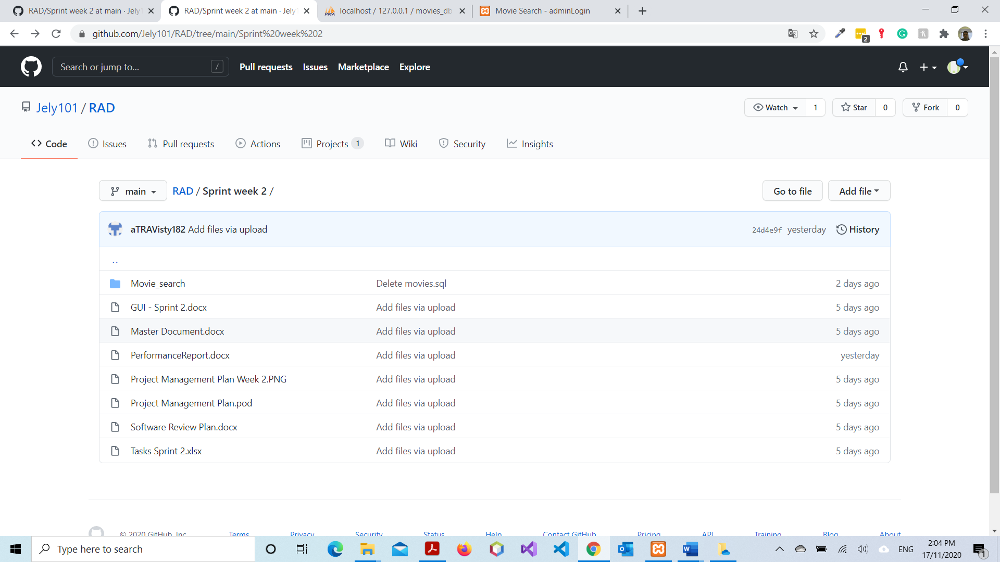 RAD/Sprint week 2 at main · Jely
RAD/Sprint week 2 at main · Jely
localhost / 127.0.0.1 / movies_db
Movie Search - adminLogin
github.com/Jely101/RAD/tree/main/Sprint%20week%202
2
Search or jump to... /
Pull requests Issues Marketplace Explore
Jely101 / RAD
Watch 1
Star 0
Fork 0
Code Issues Pull requests Actions Projects 1 Wiki Security Insights
main RAD / Sprint week 2 /
Go to file Add file
aTRAVisty182 Add files via upload 24d4e9f yesterday History
..
Movie_search Delete movies.sql 2 days ago
GUI - Sprint 2.docx Add files via upload 5 days ago
Master Document.docx Add files via upload 5 days ago
PerformanceReport.docx Add files via upload yesterday
Project Management Plan Week 2.PNG Add files via upload 5 days ago
Project Management Plan.pod Add files via upload 5 days ago
Software Review Plan.docx Add files via upload 5 days ago
Tasks Sprint 2.xlsx Add files via upload 5 days ago
© 2020 GitHub, Inc. Terms Privacy Security Status Help Contact GitHub Pricing API Training Blog About
Type here to search
ENG
2:04 PM
17/11/2020
1